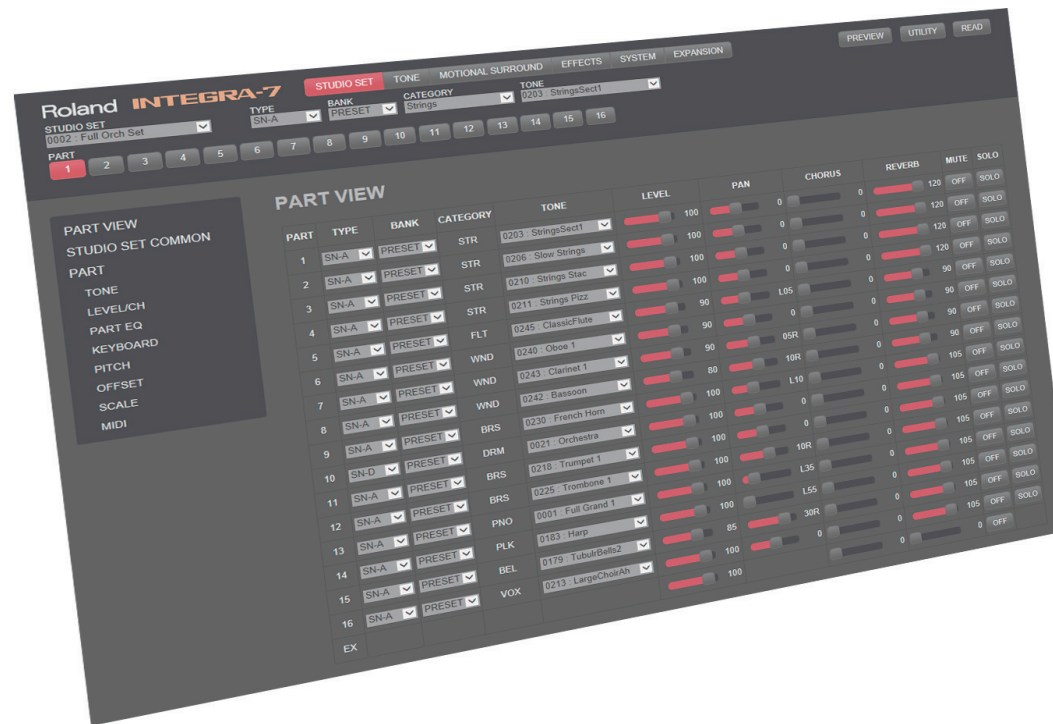 Roland INTEGRA-7
STUDIO SET TONE MOTIONAL SURROUND EFFECTS SYSTEM EXPANSION
PREVIEW UTILITY READ
STUDIO SET TYPE BANK CATEGORY TONE
0002 : Full Orch Set SN-A PRESET Strings 0203 : StringsSect1
PART
1 2 3 4 5 6 7 8 9 10 11 12 13 14 15 16
PART VIEW
STUDIO SET COMMON
PART
TONE
LEVEL/CH
PART EQ
KEYBOARD
PITCH
OFFSET
SCALE
MIDI
PART VIEW
PART TYPE BANK CATEGORY TONE LEVEL PAN CHORUS REVERB MUTE SOLO
1 SN-A PRESET STR 0203 : StringsSect1 100 0 0 120 OFF SOLO
2 SN-A PRESET STR 0206 : Slow Strings 100 0 0 120 OFF SOLO
3 SN-A PRESET STR 0210 : Strings Stac 100 0 0 120 OFF SOLO
4 SN-A PRESET STR 0211 : Strings Pizz 100 0 0 120 OFF SOLO
5 SN-A PRESET FLT 0245 : ClassicFlute 90 L05 0 90 OFF SOLO
6 SN-A PRESET WND 0240 : Oboe 1 90 0 0 90 OFF SOLO
7 SN-A PRESET WND 0243 : Clarinet 1 90 05R 0 90 OFF SOLO
8 SN-A PRESET WND 0242 : Bassoon 80 10R 0 90 OFF SOLO
9 SN-A PRESET BRS 0230 : French Horn 100 L10 0 105 OFF SOLO
10 SN-D PRESET DRM 0021 : Orchestra 100 0 0 105 OFF SOLO
11 SN-A PRESET BRS 0218 : Trumpet 1 100 0 0 105 OFF SOLO
12 SN-A PRESET BRS 0225 : Trombone 1 100 10R 0 105 OFF SOLO
13 SN-A PRESET PNO 0001 : Full Grand 1 100 L35 0 105 OFF SOLO
14 SN-A PRESET PLK 0183 : Harp 100 L55 0 105 OFF SOLO
15 SN-A PRESET BEL 0179 : TubulrBells2 85 30R 0 105 OFF SOLO
16 SN-A PRESET VOX 0213 : LargeChoirAh 100 0 0 105 OFF SOLO
EX 100 0 0 OFF